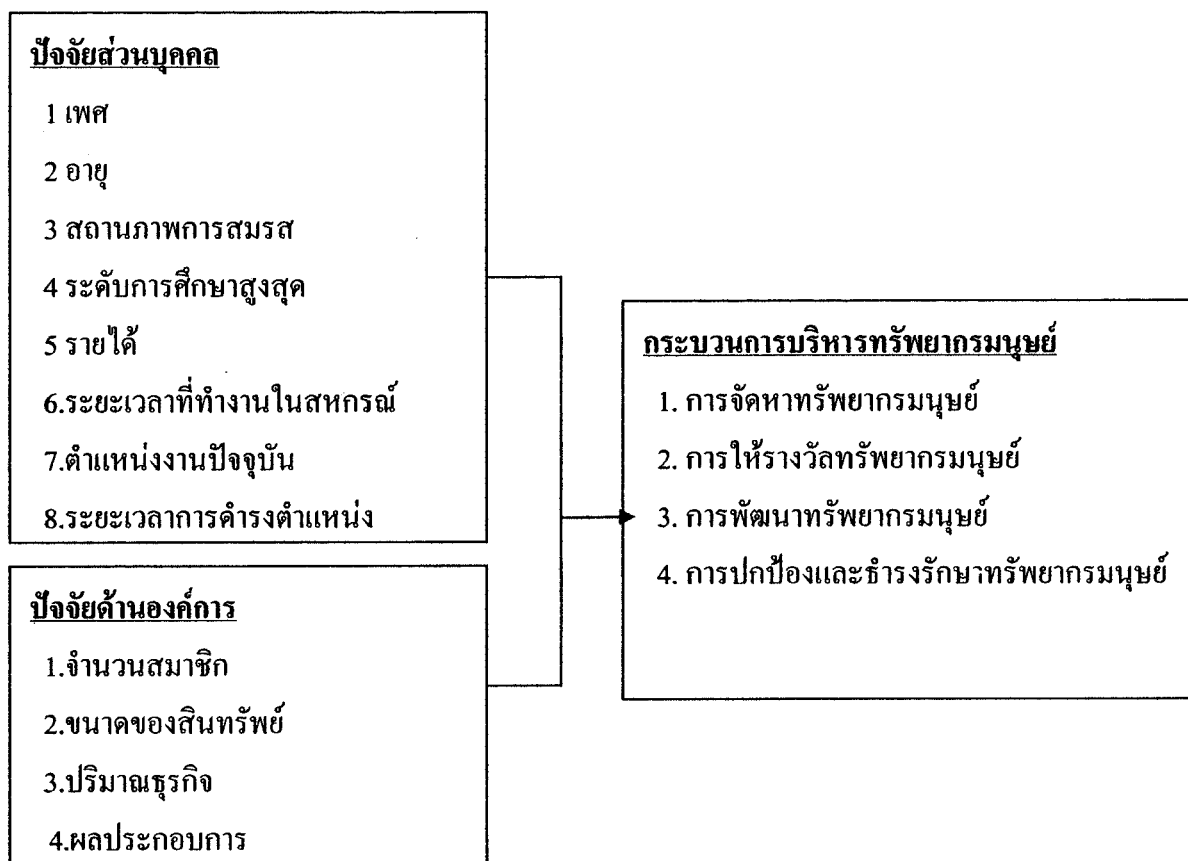 ปัจจัยส่วนบุคคล
1 เพศ
2 อายุ
3 สถานภาพการสมรส
4 ระดับการศึกษาสูงสุด
5 รายได้
6.ระยะเวลาที่ทำงานในสหกรณ์
7.ตำแหน่งงานปัจจุบัน
8.ระยะเวลาการดำรงตำแหน่ง
ปัจจัยด้านองค์การ
1.จำนวนสมาชิก
2.ขนาดของสินทรัพย์
3.ปริมาณธุรกิจ
4.ผลประกอบการ
กระบวนการบริหารทรัพยากรมนุษย์
1. การจัดหาทรัพยากรมนุษย์
2. การให้รางวัลทรัพยากรมนุษย์
3. การพัฒนาทรัพยากรมนุษย์
4. การปกป้องและธำรงรักษาทรัพยากรมนุษย์